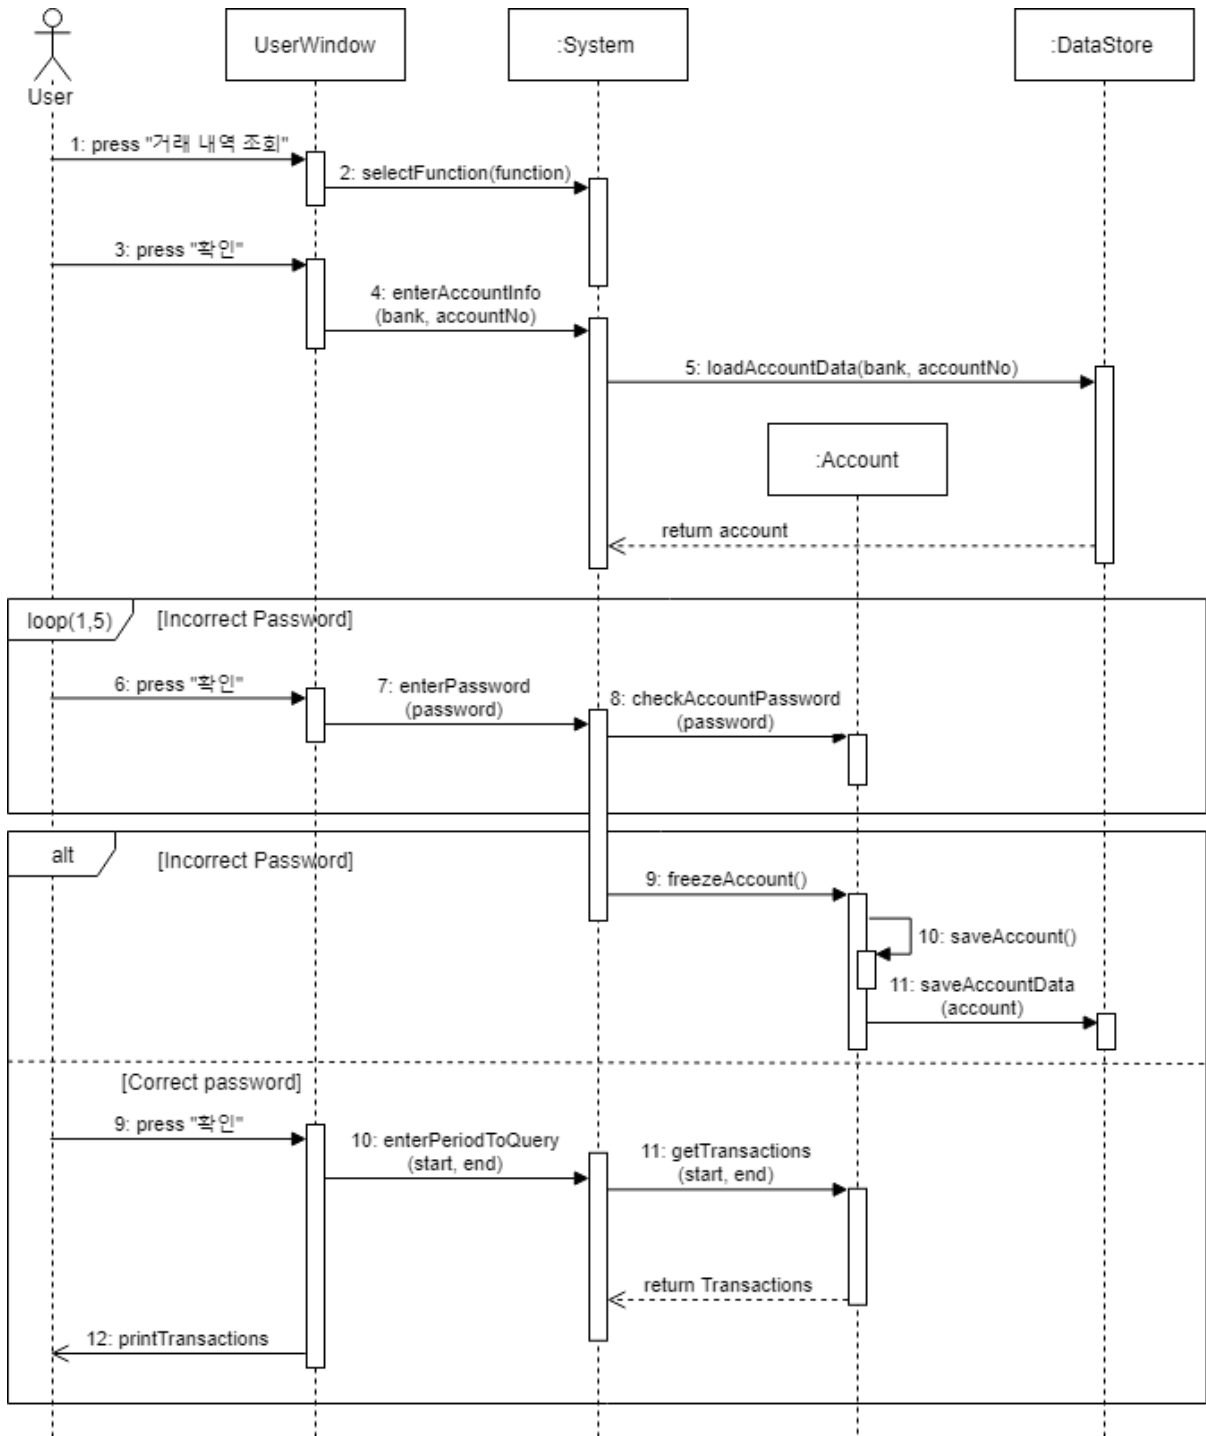 User
UserWindow
:System
:DataStore
1: press "거래 내역 조회"
2: selectFunction(function)
3: press "확인"
4: enterAccountInfo
(bank, accountNo)
5: loadAccountData(bank, accountNo)
:Account
return account
loop(1,5)
[Incorrect Password]
6: press "확인"
7: enterPassword
(password)
8: checkAccountPassword
(password)
alt
[Incorrect Password]
9: freezeAccount()
10: saveAccount()
11: saveAccountData
(account)
[Correct password]
9: press "확인"
10: enterPeriodToQuery
(start, end)
11: getTransactions
(start, end)
return Transactions
12: printTransactions